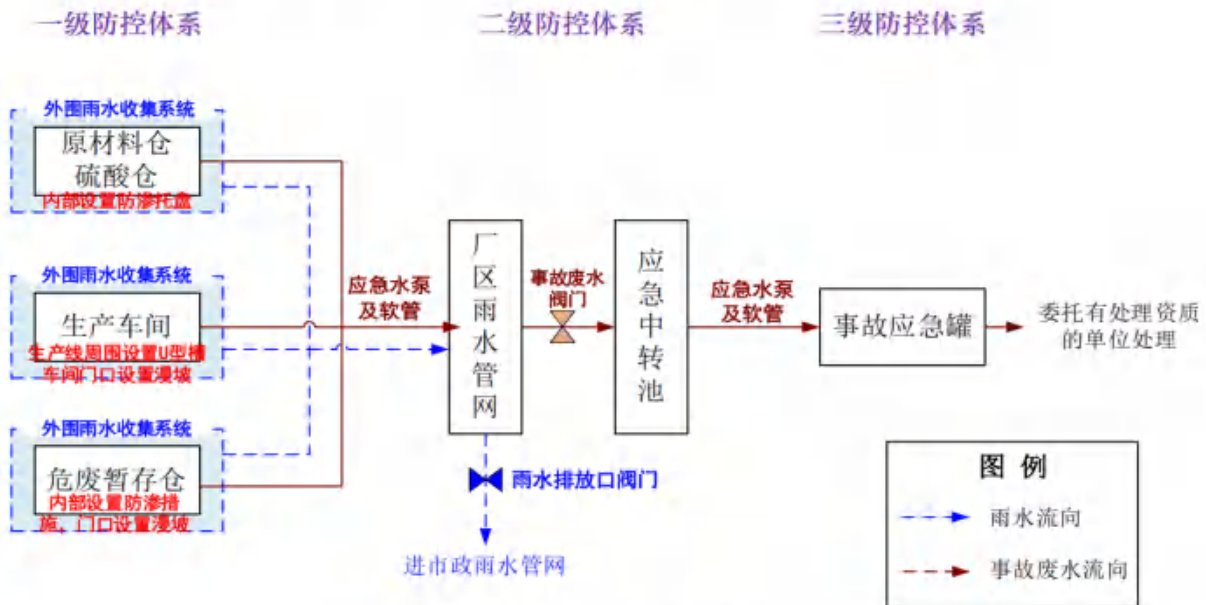 一级防控体系
二级防控体系
三级防控体系
外围雨水收集系统
原材料仓
硫酸仓
内部设置防渗托盒
外围雨水收集系统
生产车间
生产线周围设置U型槽
车间门口设置漫坡
外围雨水收集系统
危废暂存仓
内部设置防渗措
施，门口设置漫坡
应急水泵
及软管
厂区雨水管网
事故废水
阀门
应急中转池
应急水泵
及软管
事故应急罐
委托有处理资质
的单位处理
雨水排放口阀门
进市政雨水管网
图 例
雨水流向
事故废水流向